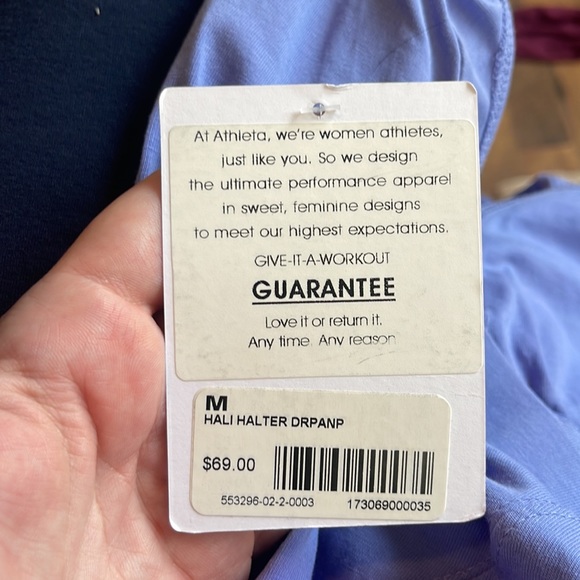 At Athleta, we're women athletes,
just like you. So we design
the ultimate performance apparel
in sweet, feminine designs
to meet our highest expectations.
GIVE-IT-A-WORKOUT
GUARANTEE
Love it or return it.
Any time. Any reason
M
HALI HALTER DRPANP
$69.00
553296-02-2-0003 173069000035